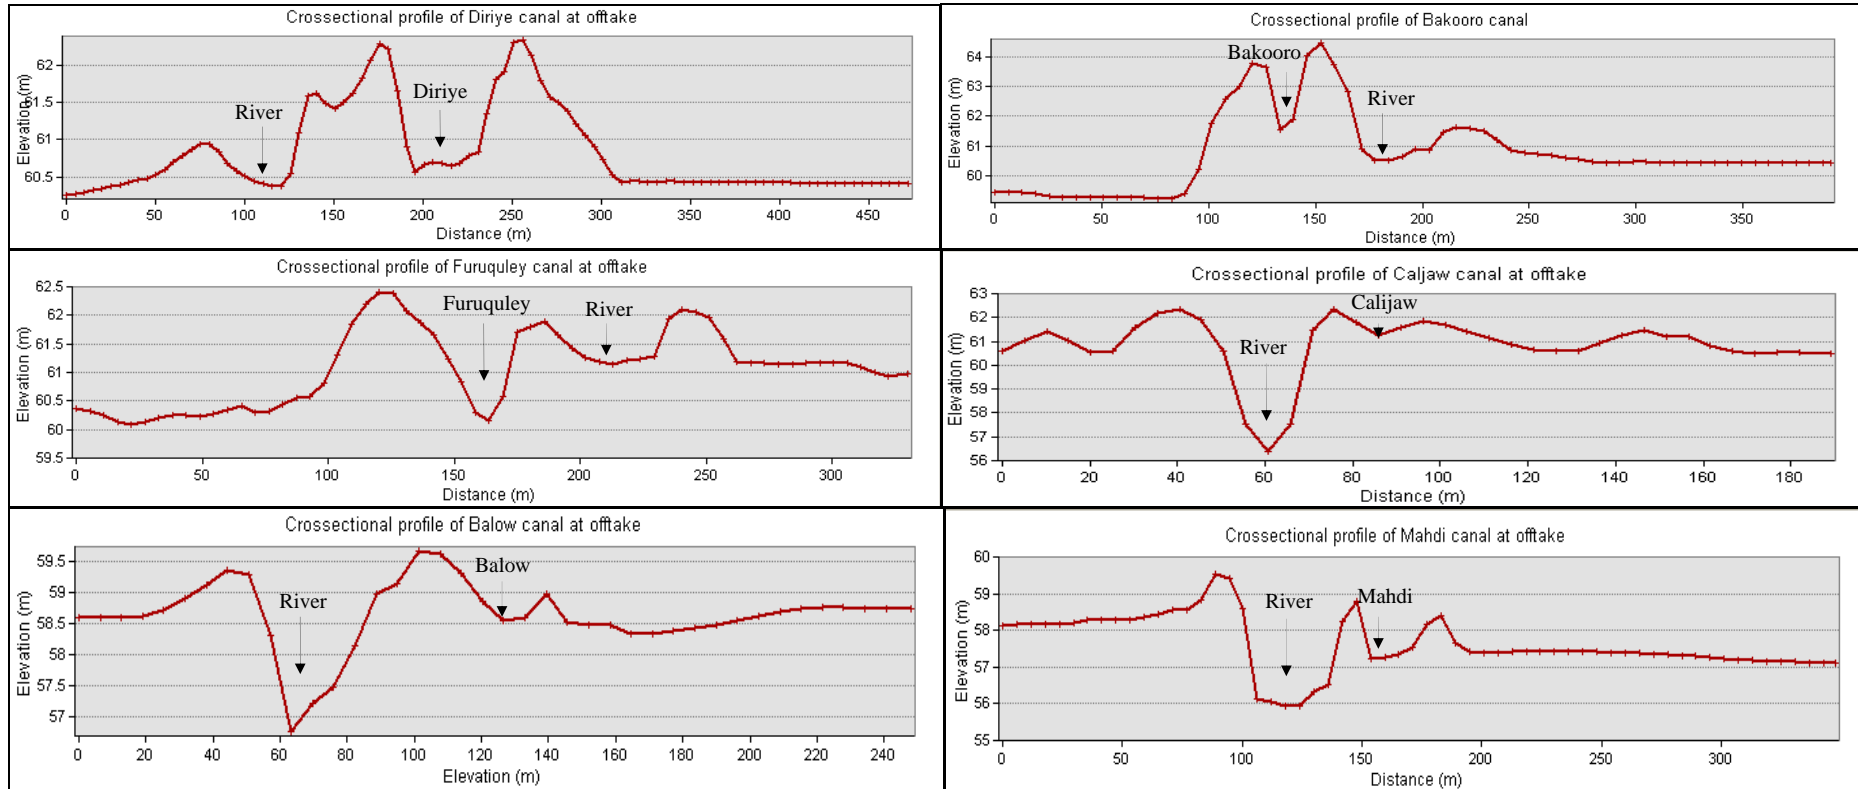 Crossectional profile of Diriye canal at offtake
Elevation (m)
62
61.5
61
60.5
River
Diriye
0 50 100 150 200 250 300 350 400 450
Distance (m)
Crossectional profile of Bakooro canal
Elevation (m)
64
63
62
61
60
Bakooro
River
0 50 100 150 200 250 300 350
Distance (m)
Crossectional profile of Furuquley canal at offtake
Elevation (m)
62.5
62
61.5
61
60.5
60
59.5
Furuquley
River
0 50 100 150 200 250 300
Distance (m)
Crossectional profile of Caljaw canal at offtake
Elevation (m)
63
62
61
60
59
58
57
56
Calijaw
River
0 20 40 60 80 100 120 140 160 180
Distance (m)
Crossectional profile of Balow canal at offtake
Elevation (m)
59.5
59
58.5
58
57.5
57
Balow
River
0 20 40 60 80 100 120 140 160 180 200 220 240
Elevation (m)
Crossectional profile of Mahdi canal at offtake
Elevation (m)
60
59
58
57
56
55
River
Mahdi
0 50 100 150 200 250 300
Distance (m)